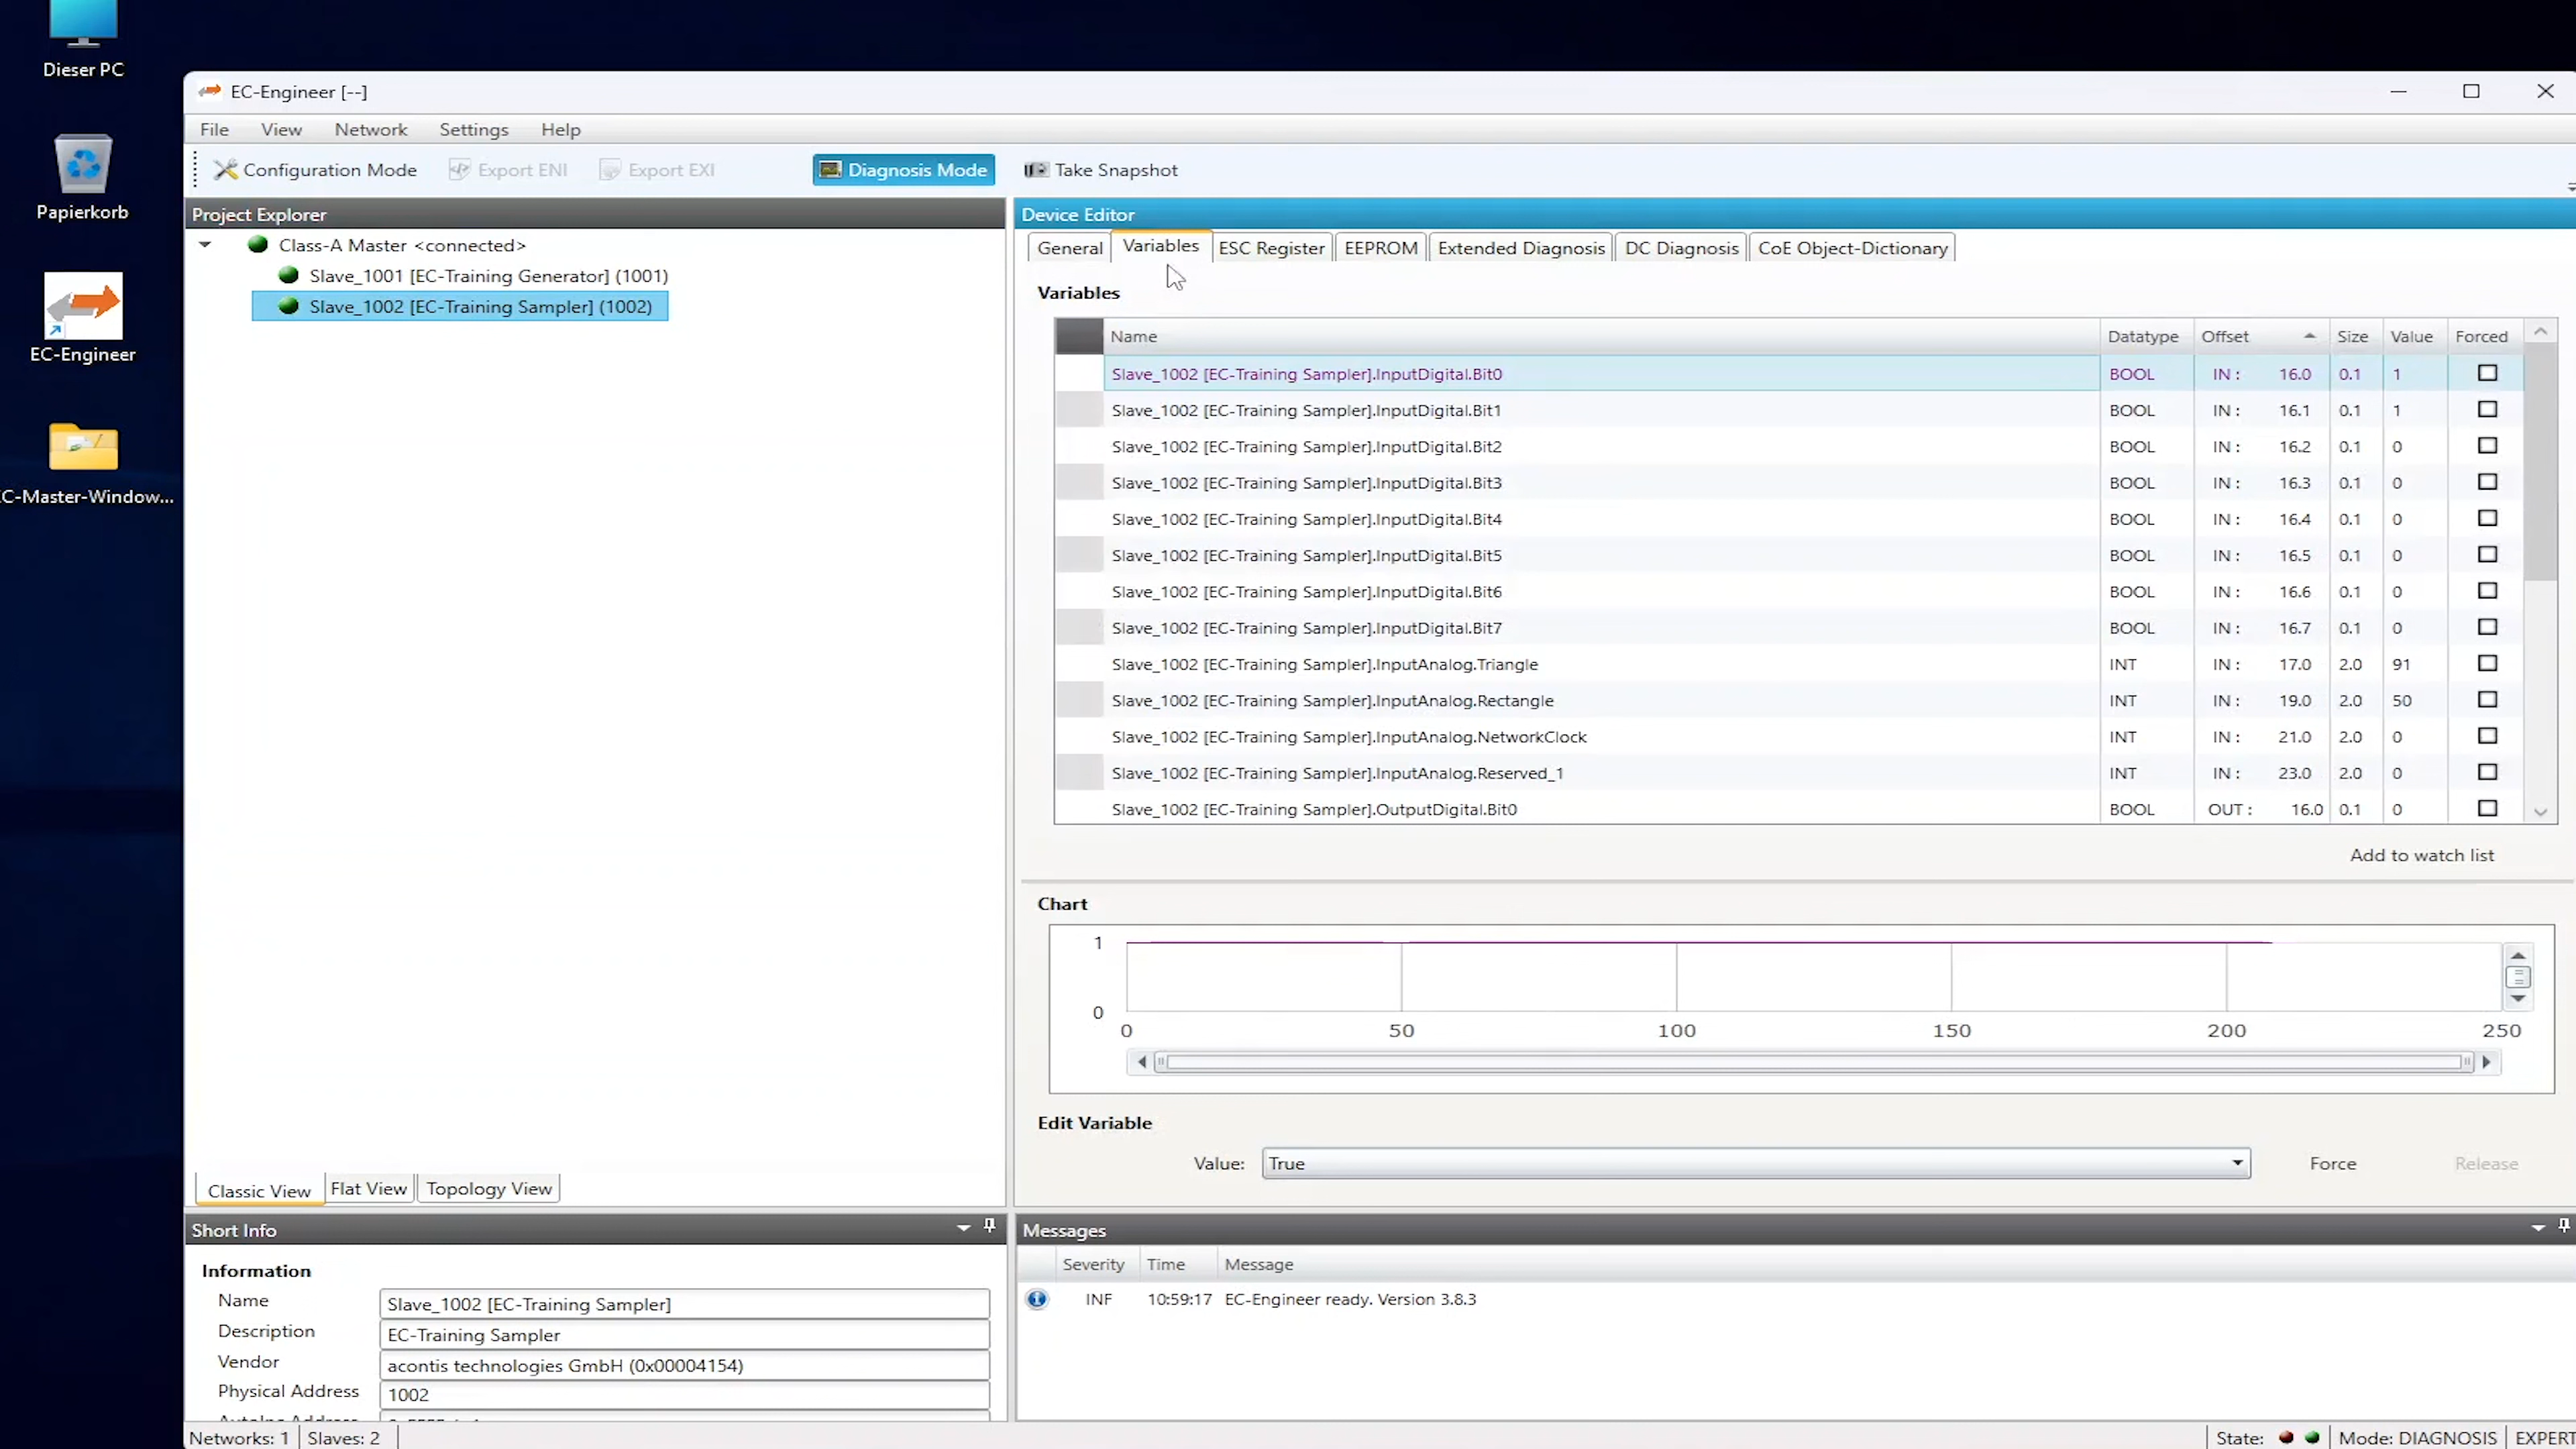 Dieser PC
Papierkorb
EC-Engineer
EC-Master-Window...
EC-Engineer [--]
File View Network Settings Help
Configuration Mode Export ENI Export EXI Diagnosis Mode Take Snapshot
Project Explorer
Class-A Master <connected>
Slave_1001 [EC-Training Generator] (1001)
Slave_1002 [EC-Training Sampler] (1002)
Classic View Flat View Topology View
Device Editor
General Variables ESC Register EEPROM Extended Diagnosis DC Diagnosis CoE Object-Dictionary
Variables
Name Datatype Offset Size Value Forced
Slave_1002 [EC-Training Sampler].InputDigital.Bit0 BOOL IN : 16.0 0.1 1
Slave_1002 [EC-Training Sampler].InputDigital.Bit1 BOOL IN : 16.1 0.1 1
Slave_1002 [EC-Training Sampler].InputDigital.Bit2 BOOL IN : 16.2 0.1 0
Slave_1002 [EC-Training Sampler].InputDigital.Bit3 BOOL IN : 16.3 0.1 0
Slave_1002 [EC-Training Sampler].InputDigital.Bit4 BOOL IN : 16.4 0.1 0
Slave_1002 [EC-Training Sampler].InputDigital.Bit5 BOOL IN : 16.5 0.1 0
Slave_1002 [EC-Training Sampler].InputDigital.Bit6 BOOL IN : 16.6 0.1 0
Slave_1002 [EC-Training Sampler].InputDigital.Bit7 BOOL IN : 16.7 0.1 0
Slave_1002 [EC-Training Sampler].InputAnalog.Triangle INT IN : 17.0 2.0 91
Slave_1002 [EC-Training Sampler].InputAnalog.Rectangle INT IN : 19.0 2.0 50
Slave_1002 [EC-Training Sampler].InputAnalog.NetworkClock INT IN : 21.0 2.0 0
Slave_1002 [EC-Training Sampler].InputAnalog.Reserved_1 INT IN : 23.0 2.0 0
Slave_1002 [EC-Training Sampler].OutputDigital.Bit0 BOOL OUT : 16.0 0.1 0
Add to watch list
Chart
1
0
0 50 100 150 200 250
Edit Variable
Value: True Force Release
Short Info
Information
Name Slave_1002 [EC-Training Sampler]
Description EC-Training Sampler
Vendor acontis technologies GmbH (0x00004154)
Physical Address 1002
Messages
Severity Time Message
INF 10:59:17 EC-Engineer ready. Version 3.8.3
Networks: 1 Slaves: 2 State: Mode: DIAGNOSIS EXPERT